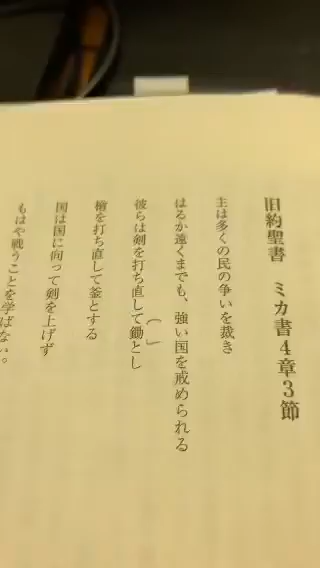 旧約聖書　ミカ書4章3節
主は多くの民の争いを裁き
はるか遠くまでも、強い国を戒められる
彼らは剣を打ち直して鋤とし
槍を打ち直して釜とする
国は国に向って剣を上げず
もはや戦うことを学ばない。